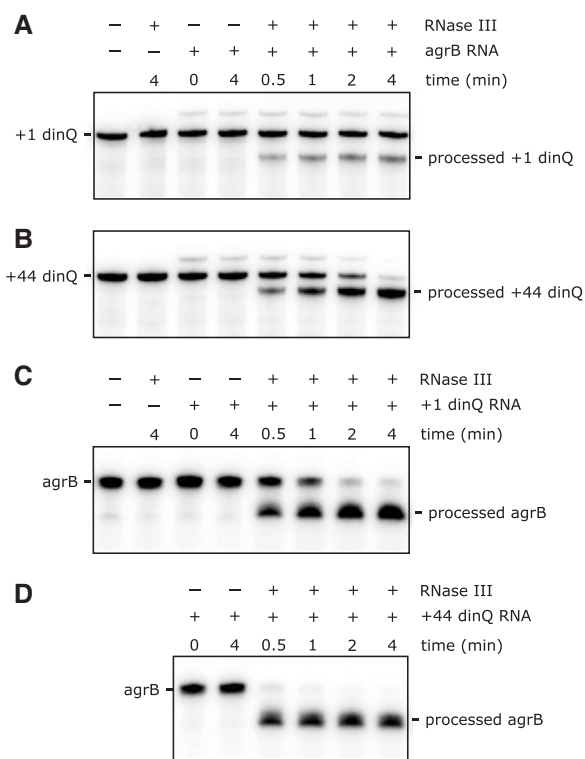 A
– + – – + + + + RNase III
– – + + + + + + agrB RNA
4 0 4 0.5 1 2 4 time (min)
+1 dinQ
processed +1 dinQ
B
+44 dinQ
processed +44 dinQ
C
– + – – + + + + RNase III
– – + + + + + + +1 dinQ RNA
4 0 4 0.5 1 2 4 time (min)
agrB
processed agrB
D
– – + + + + RNase III
+ + + + + + +44 dinQ RNA
0 4 0.5 1 2 4 time (min)
agrB
processed agrB